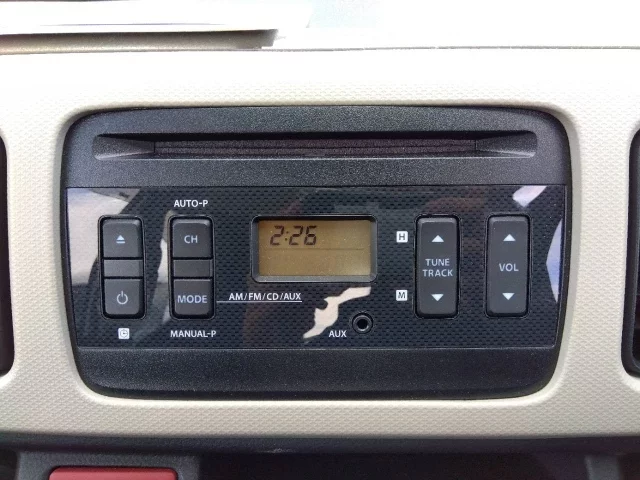 AUTO-P
CH
2:26
H
TUNE
TRACK
VOL
MODE
AM/FM/CD/AUX
M
MANUAL-P
AUX